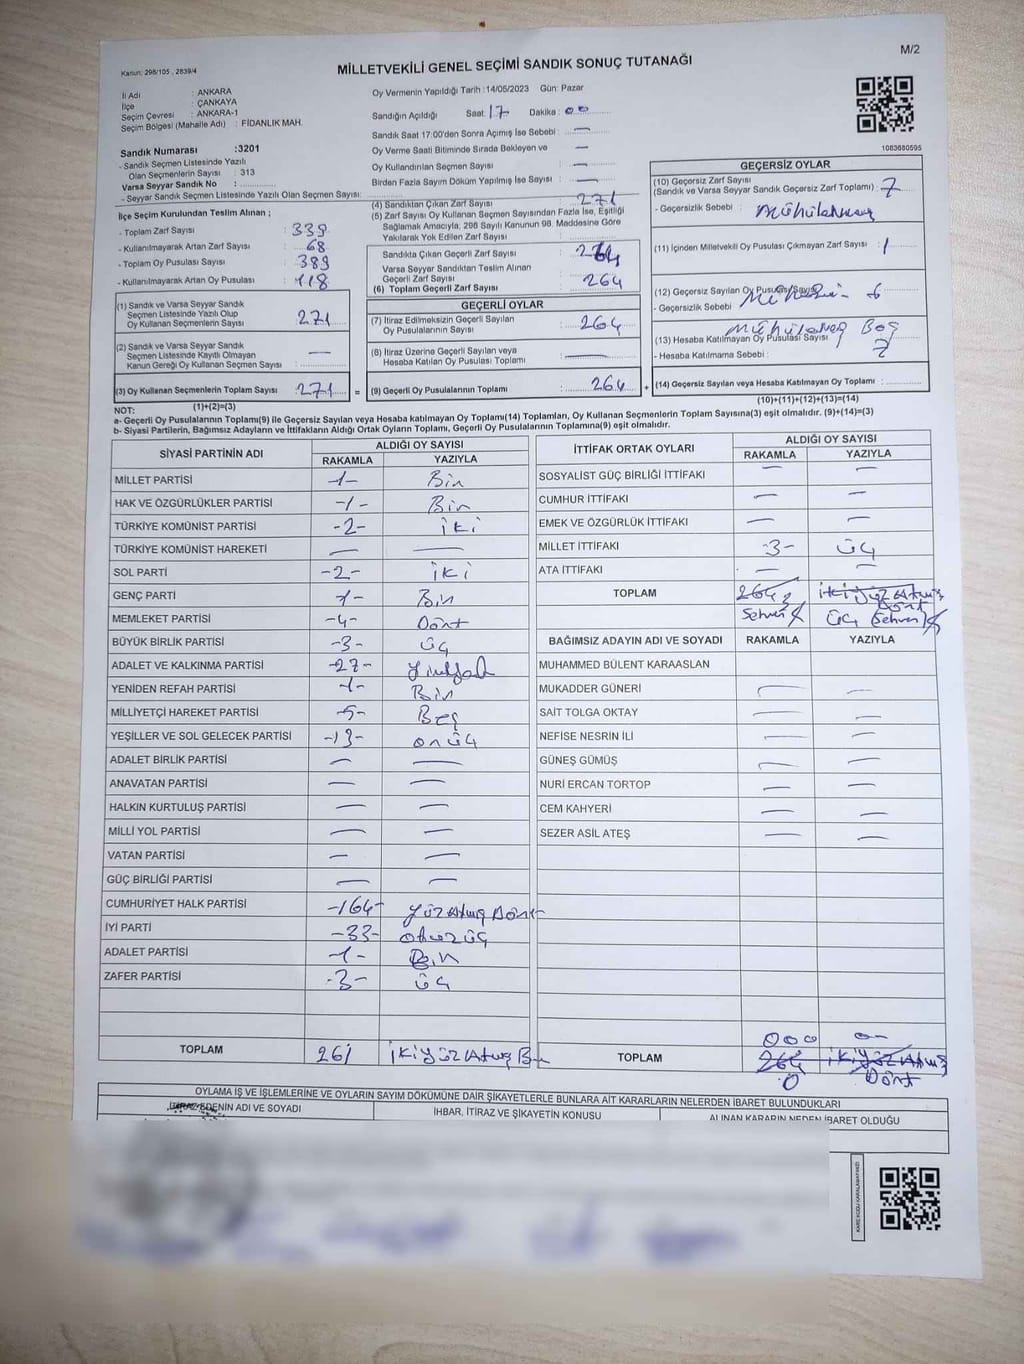 M/2
Kanun: 298/105 , 2839/4
MİLLETVEKİLİ GENEL SEÇİMİ SANDIK SONUÇ TUTANAĞI
İl Adı : ANKARA
İlçe : ÇANKAYA
Seçim Çevresi : ANKARA-1
Seçim Bölgesi (Mahalle Adı) : FİDANLIK MAH.
Sandık Numarası :3201
- Sandık Seçmen Listesinde Yazılı
Olan Seçmenlerin Sayısı : 313
Varsa Seyyar Sandık No :
- Seyyar Sandık Seçmen Listesinde Yazılı Olan Seçmen Sayısı:
İlçe Seçim Kurulundan Teslim Alınan ;
- Toplam Zarf Sayısı : 339
- Kullanılmayarak Artan Zarf Sayısı : 68
- Toplam Oy Pusulası Sayısı : 389
- Kullanılmayarak Artan Oy Pusulası : 118
Oy Vermenin Yapıldığı Tarih :14/05/2023 Gün: Pazar
Sandığın Açıldığı Saat: 17 Dakika : 00
Sandık Saat 17:00'den Sonra Açımış İse Sebebi : —
Oy Verme Saati Bitiminde Sırada Bekleyen ve —
Oy Kullandırılan Seçmen Sayısı : —
Birden Fazla Sayım Döküm Yapılmış İse Sayısı : —
(4) Sandıktan Çıkan Zarf Sayısı : 271
(5) Zarf Sayısı Oy Kullanan Seçmen Sayısından Fazla İse, Eşitliği
Sağlamak Amacıyla, 298 Sayılı Kanunun 98. Maddesine Göre
Yakılarak Yok Edilen Zarf Sayısı :
Sandıkta Çıkan Geçerli Zarf Sayısı : 264
Varsa Seyyar Sandıktan Teslim Alınan
Geçerli Zarf Sayısı :
(6) Toplam Geçerli Zarf Sayısı : 264
1083680595
GEÇERSİZ OYLAR
(10) Geçersiz Zarf Sayısı
(Sandık ve Varsa Seyyar Sandık Geçersiz Zarf Toplamı) : 7
- Geçersizlik Sebebi :
(11) İçinden Milletvekili Oy Pusulası Çıkmayan Zarf Sayısı : 1
(12) Geçersiz Sayılan Oy Pusulası Sayısı
- Geçersizlik Sebebi
(13) Hesaba Katılmayan Oy Pusulası Sayısı
- Hesaba Katılmama Sebebi :
(14) Geçersiz Sayılan veya Hesaba Katılmayan Oy Toplamı :
(1) Sandık ve Varsa Seyyar Sandık
Seçmen Listesinde Yazılı Olup
Oy Kullanan Seçmenlerin Sayısı : 271
(2) Sandık ve Varsa Seyyar Sandık
Seçmen Listesinde Kayıtlı Olmayan
Kanun Gereği Oy Kullanan Seçmenlerin Sayısı : —
(3) Oy Kullanan Seçmenlerin Toplam Sayısı : 271 =
GEÇERLİ OYLAR
(7) İtiraz Edilmeksizin Geçerli Sayılan
Oy Pusulalarının Sayısı : 264
(8) İtiraz Üzerine Geçerli Sayılan veya
Hesaba Katılan Oy Pusulası Toplamı : —
(9) Geçerli Oy Pusulalarının Toplamı : 264 +
NOT: (1)+(2)=(3)
(10)+(11)+(12)+(13)=(14)
a- Geçerli Oy Pusulalarının Toplamı(9) ile Geçersiz Sayılan veya Hesaba katılmayan Oy Toplamı(14) Toplamları, Oy Kullanan Seçmenlerin Toplam Sayısına(3) eşit olmalıdır. (9)+(14)=(3)
b- Siyasi Partilerin, Bağımsız Adayların ve İttifakların Aldığı Ortak Oyların Toplamı, Geçerli Oy Pusulalarının Toplamına(9) eşit olmalıdır.
SİYASİ PARTİNİN ADI ALDIĞI OY SAYISI
RAKAMLA YAZIYLA
MİLLET PARTİSİ -1- Bir
HAK VE ÖZGÜRLÜKLER PARTİSİ -1- Bir
TÜRKİYE KOMÜNİST PARTİSİ -2- iki
TÜRKİYE KOMÜNİST HAREKETİ — —
SOL PARTİ -2- iki
GENÇ PARTİ -1- Bir
MEMLEKET PARTİSİ -4- Dört
BÜYÜK BİRLİK PARTİSİ -3- üç
ADALET VE KALKINMA PARTİSİ -27-
YENİDEN REFAH PARTİSİ -1- Bir
MİLLİYETÇİ HAREKET PARTİSİ -5- Beş
YEŞİLLER VE SOL GELECEK PARTİSİ -13- onüç
ADALET BİRLİK PARTİSİ — —
ANAVATAN PARTİSİ — —
HALKIN KURTULUŞ PARTİSİ — —
MİLLİ YOL PARTİSİ — —
VATAN PARTİSİ — —
GÜÇ BİRLİĞİ PARTİSİ — —
CUMHURİYET HALK PARTİSİ -164- yüzatmış Dört
İYİ PARTİ -33- otuzüç
ADALET PARTİSİ -1- Bir
ZAFER PARTİSİ -3- üç
TOPLAM 261 ikiyüzatmış Bir
İTTİFAK ORTAK OYLARI ALDIĞI OY SAYISI
RAKAMLA YAZIYLA
SOSYALİST GÜÇ BİRLİĞİ İTTİFAKI — —
CUMHUR İTTİFAKI — —
EMEK VE ÖZGÜRLÜK İTTİFAKI — —
MİLLET İTTİFAKI -3- üç
ATA İTTİFAKI — —
TOPLAM 264 3 ikiyüzatmış Dört
Sehven üç (Sehven)
BAĞIMSIZ ADAYIN ADI VE SOYADI RAKAMLA YAZIYLA
MUHAMMED BÜLENT KARAASLAN
MUKADDER GÜNERİ — —
SAİT TOLGA OKTAY — —
NEFİSE NESRİN İLİ — —
GÜNEŞ GÜMÜŞ — —
NURİ ERCAN TORTOP — —
CEM KAHYERİ — —
SEZER ASİL ATEŞ — —
000
TOPLAM 264 ikiyüzatmış
0 Dört
OYLAMA İŞ VE İŞLEMLERİNE VE OYLARIN SAYIM DÖKÜMÜNE DAİR ŞİKAYETLERLE BUNLARA AİT KARARLARIN NELERDEN İBARET BULUNDUKLARI
İTİRAZ EDENİN ADI VE SOYADI İHBAR, İTİRAZ VE ŞİKAYETİN KONUSU ALINAN KARARIN NEDEN İBARET OLDUĞU